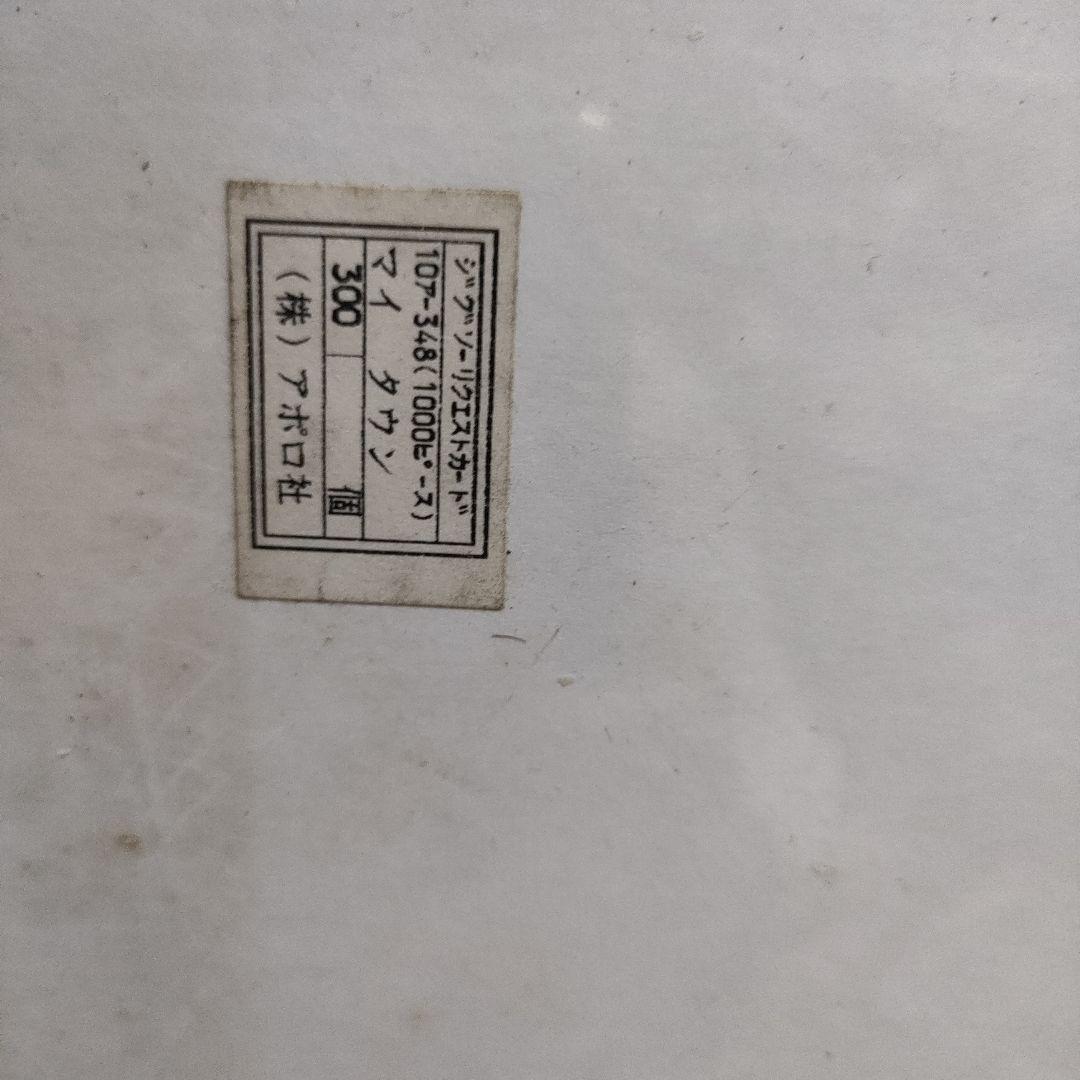 ジグソーリクエストカード
10ア-348(1000ピース)
マイ タウン
300 個
(株)アポロ社